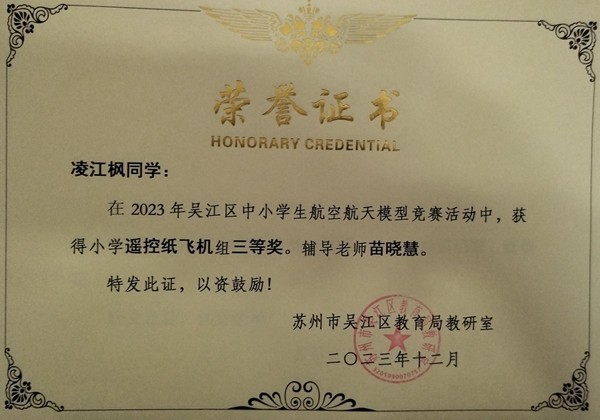 荣誉证书
HONORARY CREDENTIAL
凌江枫同学：
在 2023 年吴江区中小学生航空航天模型竞赛活动中，获
得小学遥控纸飞机组三等奖。辅导老师苗晓慧。
特发此证，以资鼓励！
苏州市吴江区教育局教研室
二〇二三年十二月